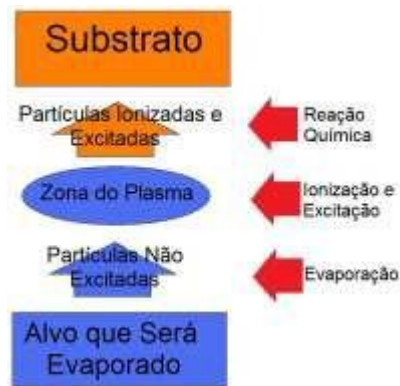 Substrato
Partículas Ionizadas e
Excitadas
Reação
Química
Zona do Plasma
Ionização e
Excitação
Partículas Não
Excitadas
Evaporação
Alvo que Será
Evaporado